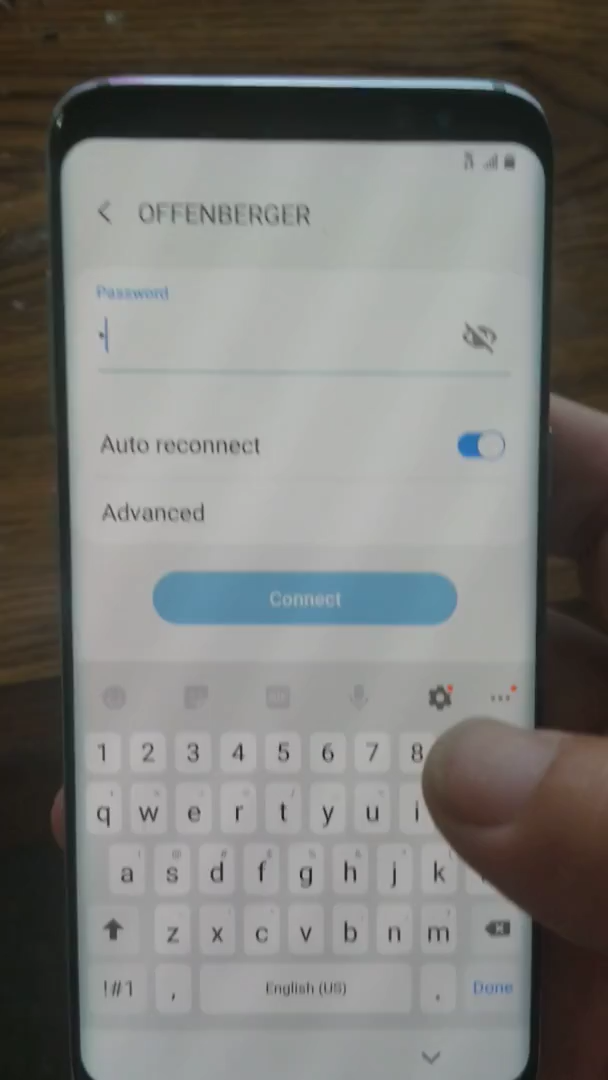 OFFENBERGER
Password
Auto reconnect
Advanced
Connect
1 2 3 4 5 6 7 8
q w e r t y u i
a s d f g h j k
z x c v b n m
!#1 , English (US) . Done